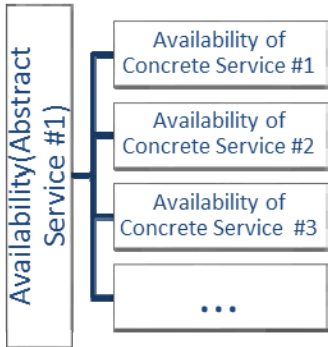 Availability(Abstract
Service #1)
Availability of
Concrete Service #1
Availability of
Concrete Service #2
Availability of
Concrete Service #3
...